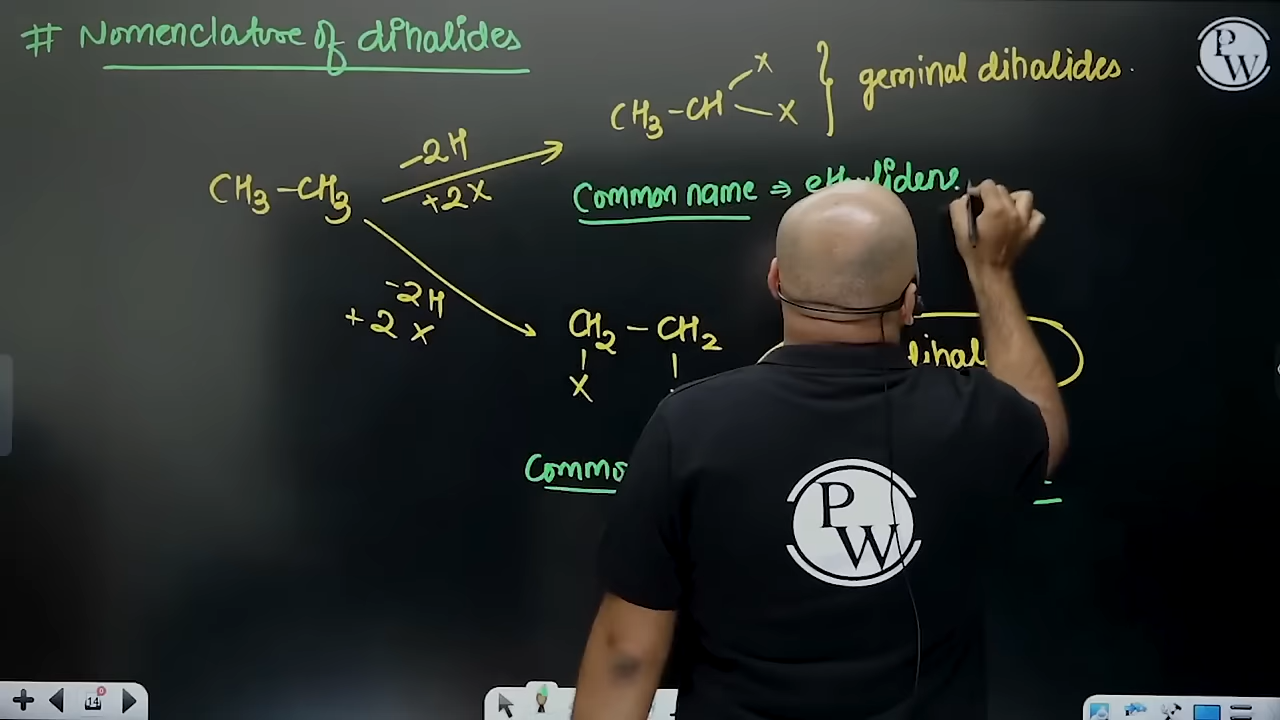 # Nomenclature of dihalides
PW
X
CH3-CH
X
} geminal dihalides.
-2H
CH3-CH3
+2X
Common name ⇒
-2H
+2X
CH2-CH2
X
PW
14